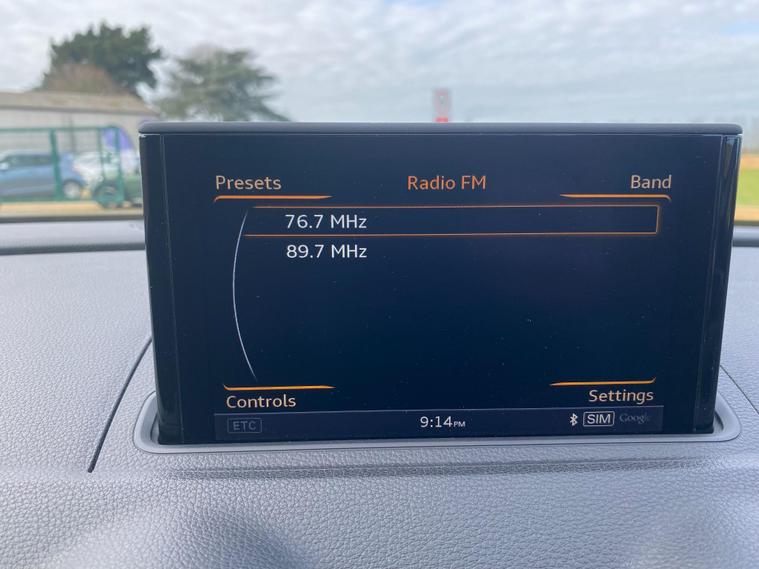 Presets Radio FM Band
76.7 MHz
89.7 MHz
Controls Settings
ETC 9:14PM SIM Google